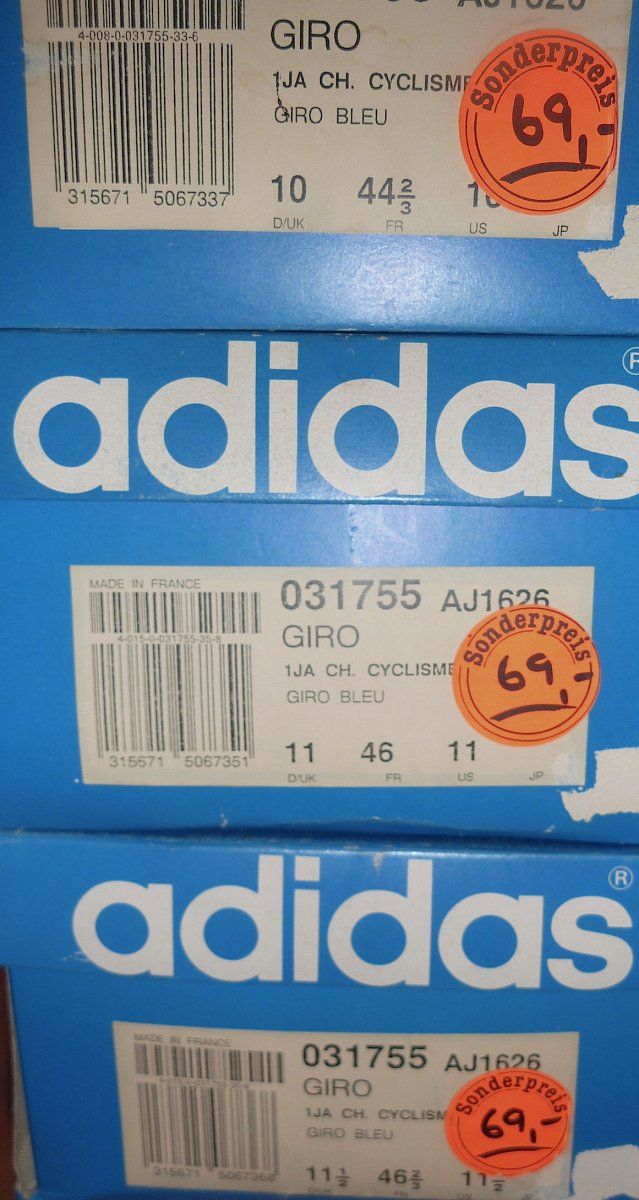 AJ1626
4-008-0-031755-33-6
GIRO
1JA CH. CYCLISME
GIRO BLEU
Sonderpreis
69,-
315671 5067337
10 44 2/3
D/UK FR US JP
adidas®
MADE IN FRANCE
031755 AJ1626
4-015-0-031755-35-8
GIRO
1JA CH. CYCLISME
GIRO BLEU
Sonderpreis
69,-
315671 5067351
11 46 11
D/UK FR US JP
adidas®
MADE IN FRANCE
031755 AJ1626
GIRO
1JA CH. CYCLISM
GIRO BLEU
Sonderpreis
69,-
315671 5067368
11 1/2 46 2/3 11 1/2